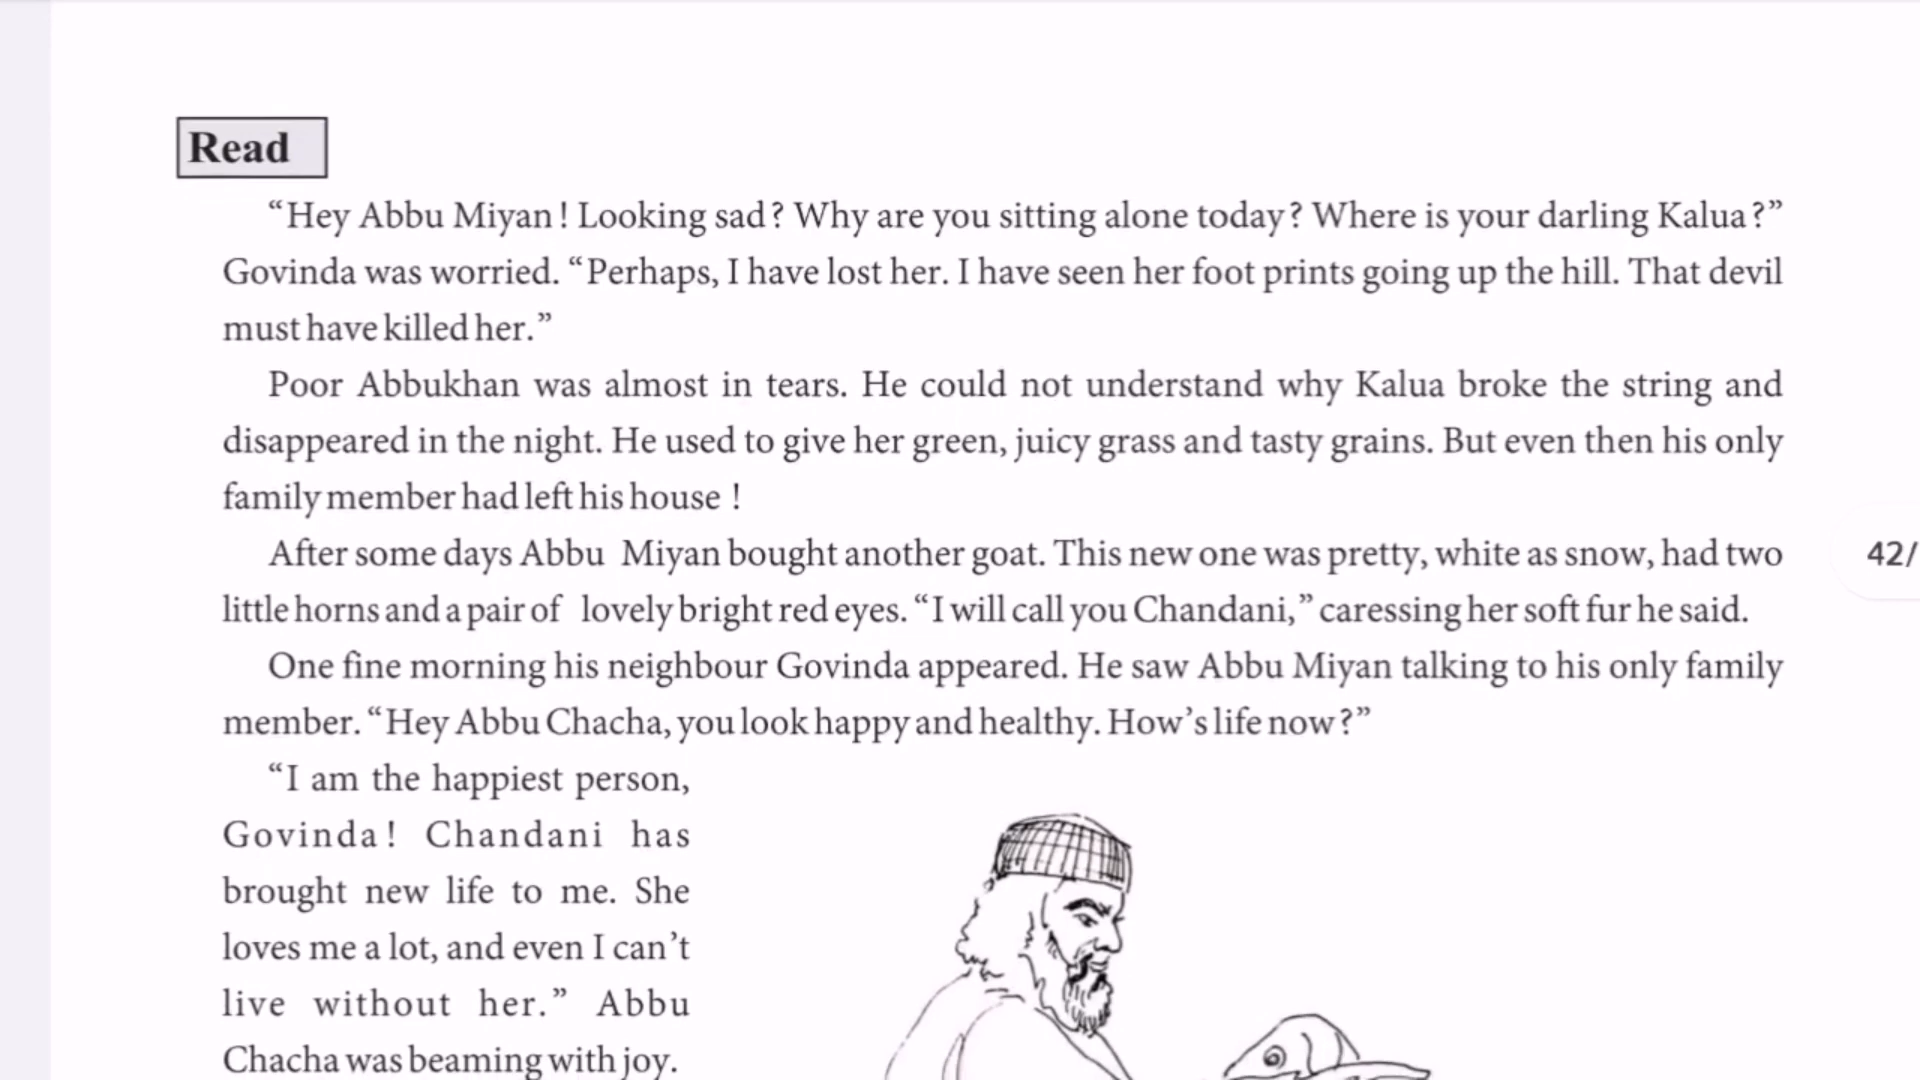 Read
“Hey Abbu Miyan! Looking sad? Why are you sitting alone today? Where is your darling Kalua?”
Govinda was worried. “Perhaps, I have lost her. I have seen her foot prints going up the hill. That devil
must have killed her.”
Poor Abbukhan was almost in tears. He could not understand why Kalua broke the string and
disappeared in the night. He used to give her green, juicy grass and tasty grains. But even then his only
family member had left his house !
After some days Abbu Miyan bought another goat. This new one was pretty, white as snow, had two
little horns and a pair of lovely bright red eyes. “I will call you Chandani,” caressing her soft fur he said.
One fine morning his neighbour Govinda appeared. He saw Abbu Miyan talking to his only family
member. “Hey Abbu Chacha, you look happy and healthy. How’s life now?”
“I am the happiest person,
Govinda! Chandani has
brought new life to me. She
loves me a lot, and even I can’t
live without her.” Abbu
Chacha was beaming with joy.
42/